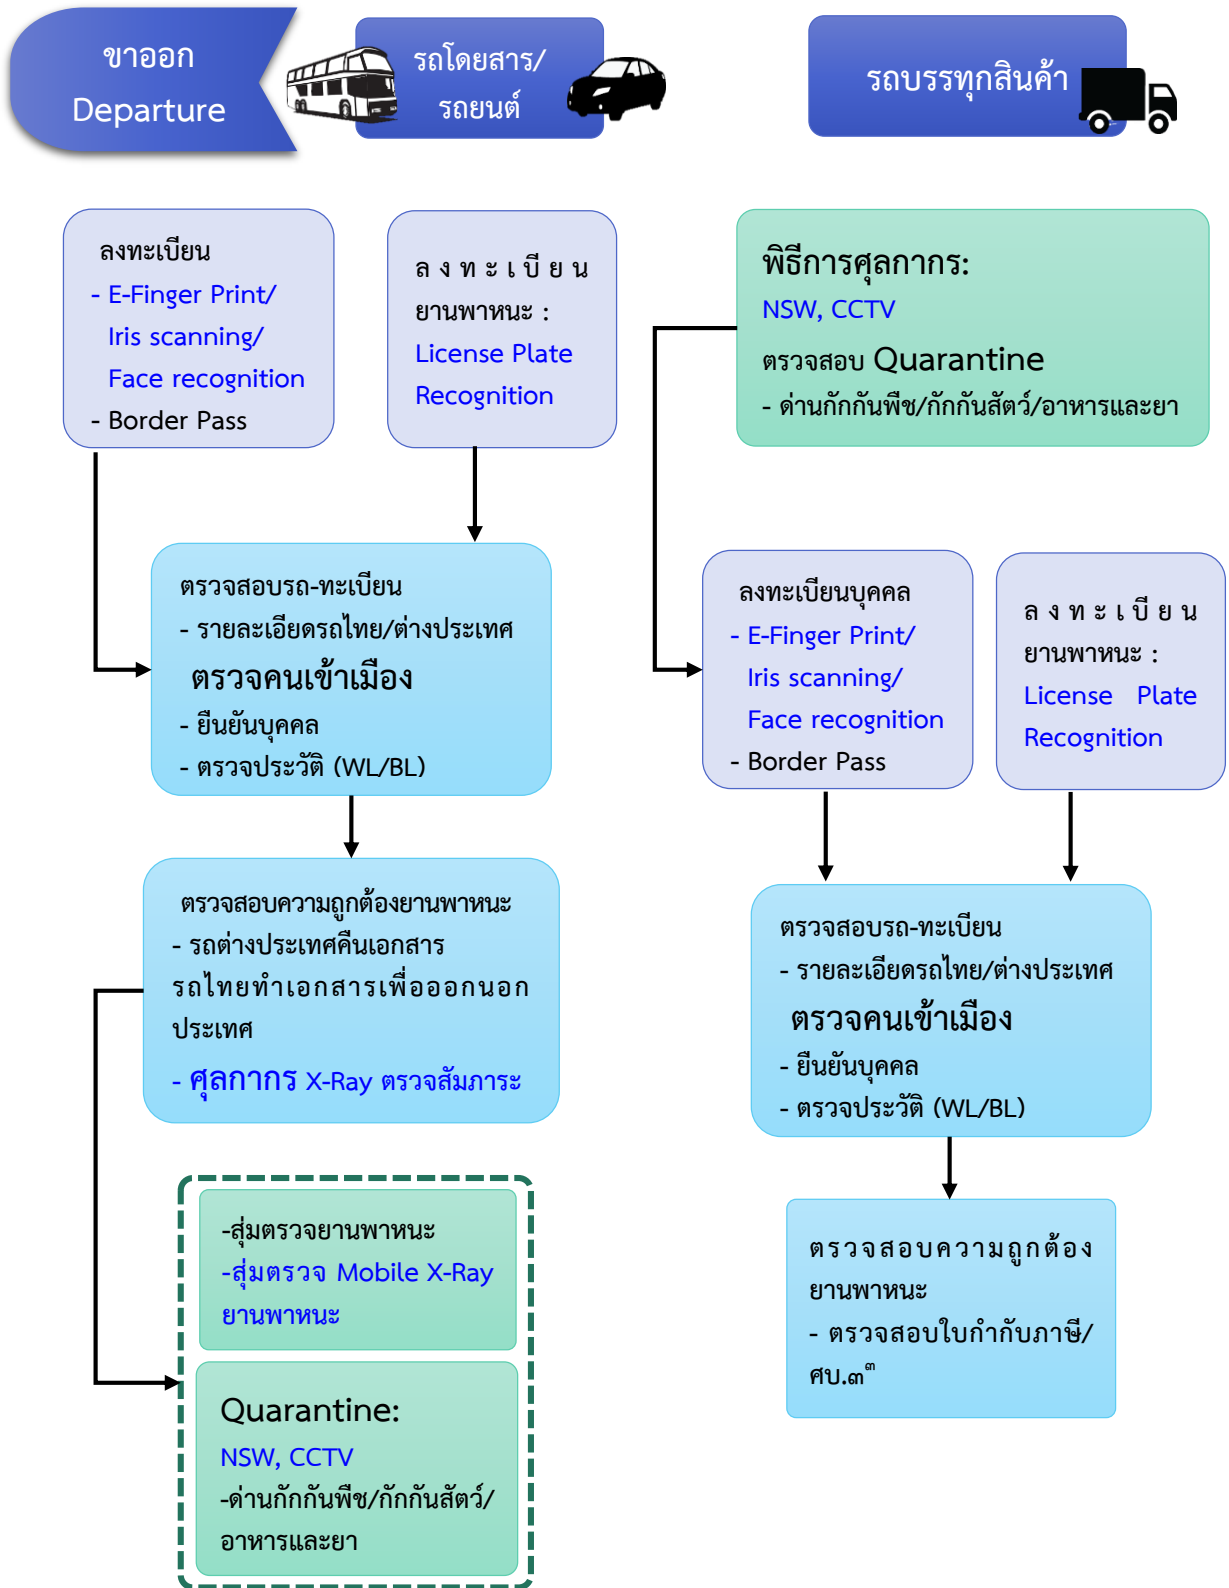 ขาออก
Departure
รถโดยสาร/
รถยนต์
รถบรรทุกสินค้า
ลงทะเบียน
- E-Finger Print/
Iris scanning/
Face recognition
- Border Pass
ลงทะเบียน
ยานพาหนะ :
License Plate
Recognition
ตรวจสอบรถ-ทะเบียน
- รายละเอียดรถไทย/ต่างประเทศ
ตรวจคนเข้าเมือง
- ยืนยันบุคคล
- ตรวจประวัติ (WL/BL)
ตรวจสอบความถูกต้องยานพาหนะ
- รถต่างประเทศคืนเอกสาร
รถไทยทำเอกสารเพื่อออกนอก
ประเทศ
- ศุลกากร X-Ray ตรวจสัมภาระ
-สุ่มตรวจยานพาหนะ
-สุ่มตรวจ Mobile X-Ray
ยานพาหนะ
Quarantine:
NSW, CCTV
-ด่านกักกันพืช/กักกันสัตว์/
อาหารและยา
พิธีการศุลกากร:
NSW, CCTV
ตรวจสอบ Quarantine
- ด่านกักกันพืช/กักกันสัตว์/อาหารและยา
ลงทะเบียนบุคคล
- E-Finger Print/
Iris scanning/
Face recognition
- Border Pass
ลงทะเบียน
ยานพาหนะ :
License Plate
Recognition
ตรวจสอบรถ-ทะเบียน
- รายละเอียดรถไทย/ต่างประเทศ
ตรวจคนเข้าเมือง
- ยืนยันบุคคล
- ตรวจประวัติ (WL/BL)
ตรวจสอบความถูกต้อง
ยานพาหนะ
- ตรวจสอบใบกำกับภาษี/
ศบ.๓³